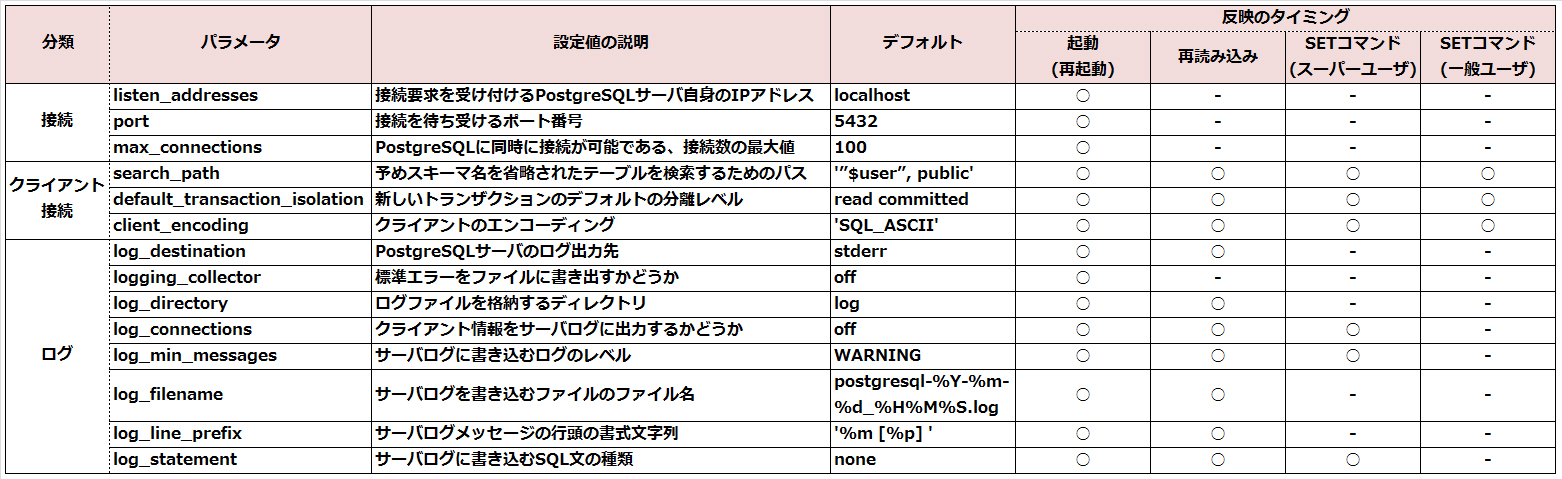 分類 パラメータ 設定値の説明 デフォルト 反映のタイミング
起動
(再起動) 再読み込み SETコマンド
(スーパーユーザ) SETコマンド
(一般ユーザ)
接続
listen_addresses 接続要求を受け付けるPostgreSQLサーバ自身のIPアドレス localhost ○ - - -
port 接続を待ち受けるポート番号 5432 ○ - - -
max_connections PostgreSQLに同時に接続が可能である、接続数の最大値 100 ○ - - -
クライアント
接続
search_path 予めスキーマ名を省略されたテーブルを検索するためのパス '”$user”, public' ○ ○ ○ ○
default_transaction_isolation 新しいトランザクションのデフォルトの分離レベル read committed ○ ○ ○ ○
client_encoding クライアントのエンコーディング 'SQL_ASCII' ○ ○ ○ ○
ログ
log_destination PostgreSQLサーバのログ出力先 stderr ○ ○ - -
logging_collector 標準エラーをファイルに書き出すかどうか off ○ - - -
log_directory ログファイルを格納するディレクトリ log ○ ○ - -
log_connections クライアント情報をサーバログに出力するかどうか off ○ ○ ○ -
log_min_messages サーバログに書き込むログのレベル WARNING ○ ○ ○ -
log_filename サーバログを書き込むファイルのファイル名 postgresql-%Y-%m-
%d_%H%M%S.log ○ ○ - -
log_line_prefix サーバログメッセージの行頭の書式文字列 '%m [%p] ' ○ ○ - -
log_statement サーバログに書き込むSQL文の種類 none ○ ○ ○ -